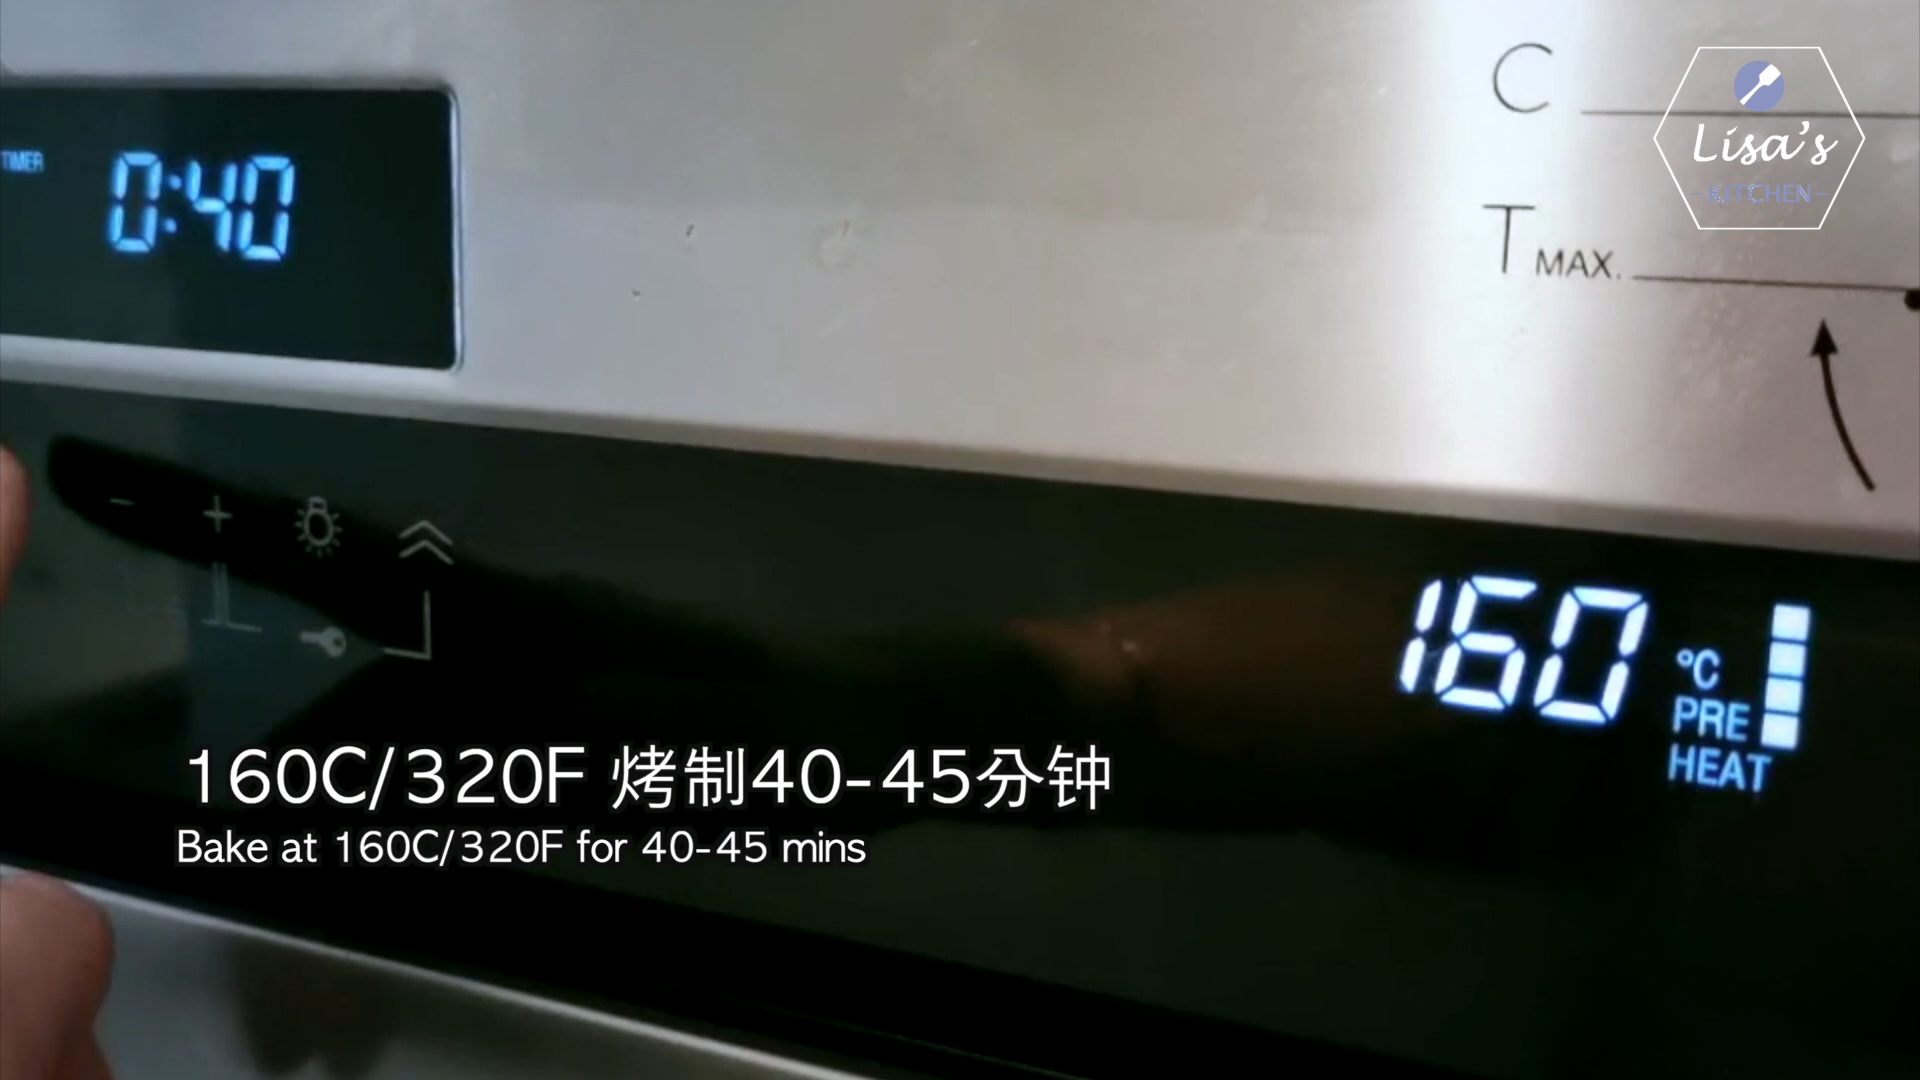 TIMER
0:40
C
T MAX.
Lisa's
KITCHEN
160
°C
PRE
HEAT
160C/320F 烤制40-45分钟
Bake at 160C/320F for 40-45 mins